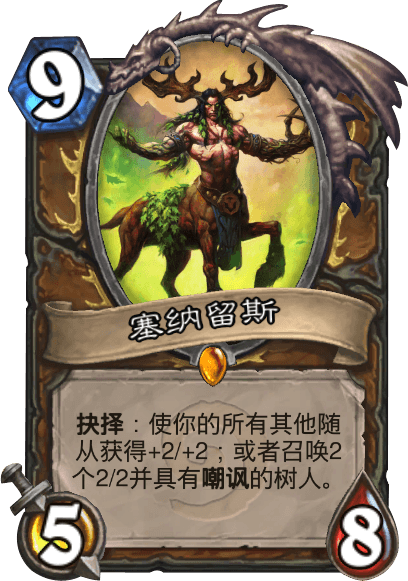 9
塞纳留斯
抉择：使你的所有其他随
从获得+2/+2；或者召唤2
个2/2并具有嘲讽的树人。
5
8